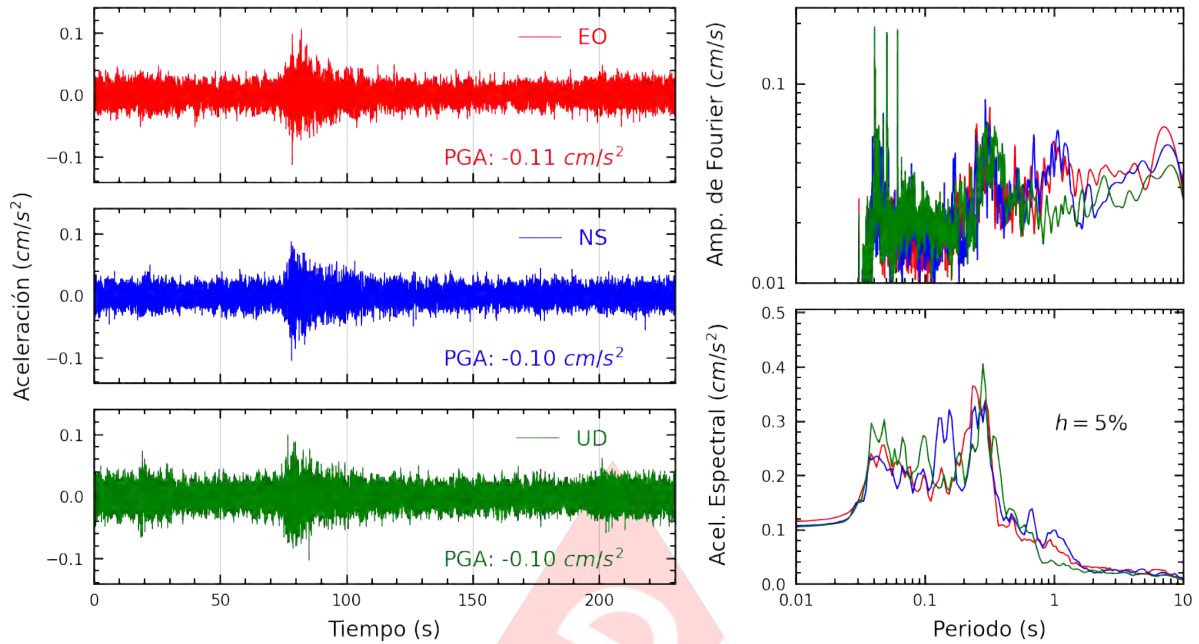 Aceleración (cm/s²)
0.1
0.0
−0.1
EO
PGA: -0.11 cm/s²
0.1
0.0
−0.1
NS
PGA: -0.10 cm/s²
0.1
0.0
−0.1
UD
PGA: -0.10 cm/s²
0 50 100 150 200
Tiempo (s)
Amp. de Fourier (cm/s)
0.1
0.01
Acel. Espectral (cm/s²)
0.5
0.4
0.3
0.2
0.1
0.0
h = 5%
0.01 0.1 1 10
Periodo (s)